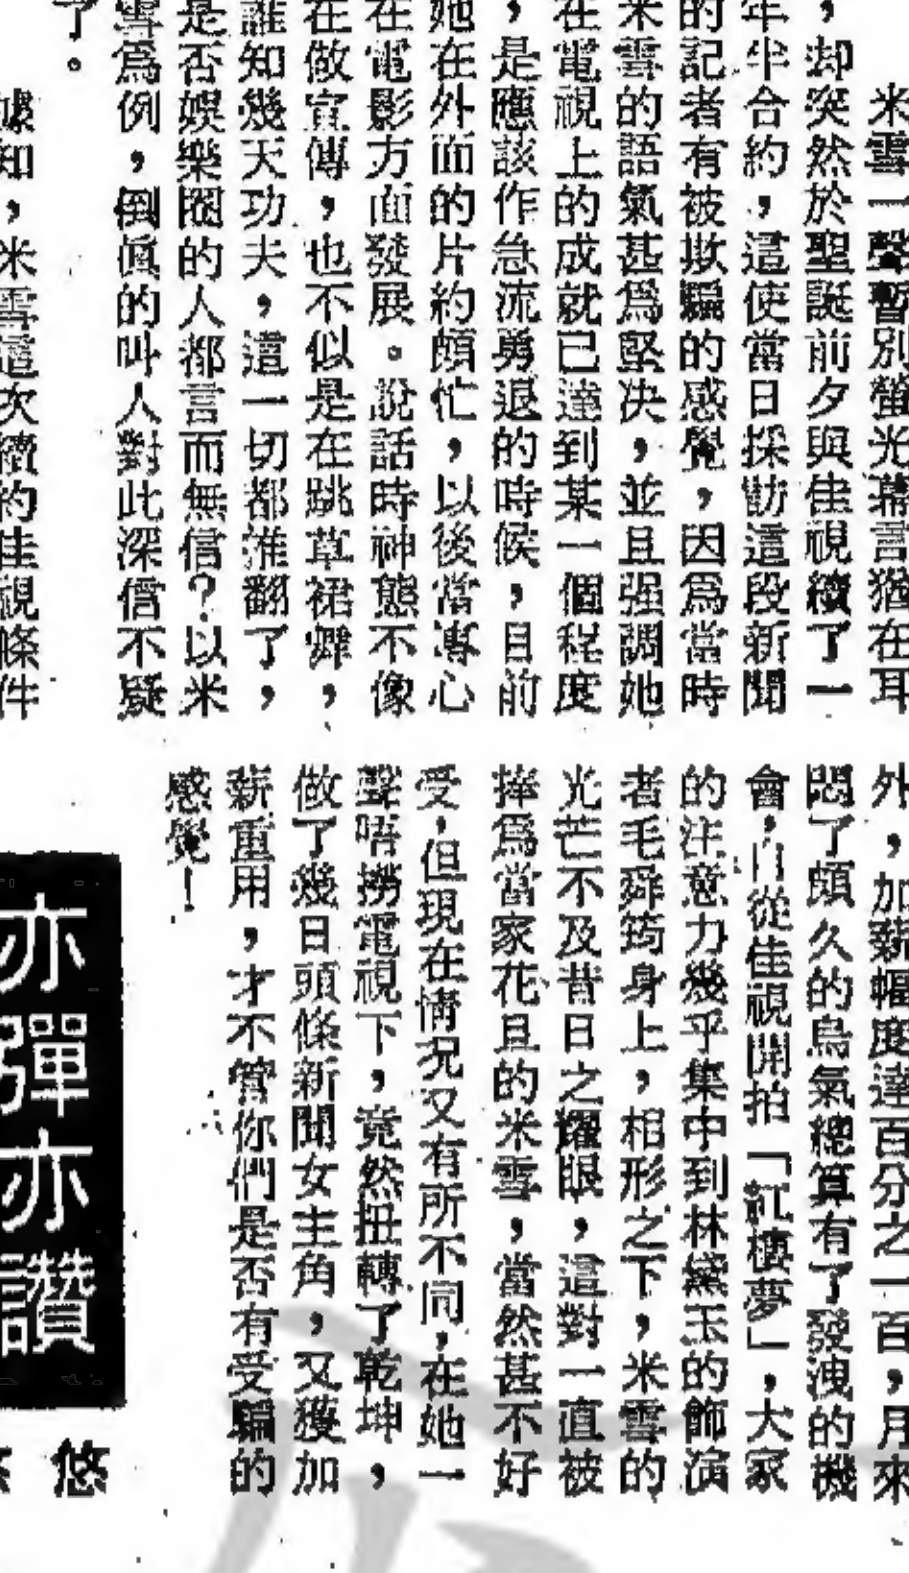 米雪一聲暫別螢光幕言猶在耳
，却突然於聖誕前夕與佳視續了一
年半合約，這使當日採訪這段新聞
的記者有被欺騙的感覺，因爲當時
米雪的語氣甚爲堅決，並且强調她
在電視上的成就已達到某一個程度
，是應該作急流勇退的時候，目前
她在外面的片約頗忙，以後當專心
在電影方面發展。說話時神態不像
在做宣傳，也不似是在跳草裙舞，
誰知幾天功夫，這一切都推翻了，
是否娛樂圈的人都言而無信？以米
雪爲例，倒眞的叫人對此深信不疑
了。
據知，米雪這次續約佳視條件
外，加薪幅度達百分之一百，月來
悶了頗久的烏氣總算有了發洩的機
會，自從佳視開拍「紅樓夢」，大家
的注意力幾乎集中到林黛玉的飾演
者毛舜筠身上，相形之下，米雪的
光芒不及昔日之耀眼，這對一直被
捧爲當家花旦的米雪，當然甚不好
受，但現在情况又有所不同，在她一
聲唔撈電視下，竟然扭轉了乾坤，
做了幾日頭條新聞女主角，又獲加
薪重用，才不管你們是否有受騙的
感覺！
亦彈亦讚
悠